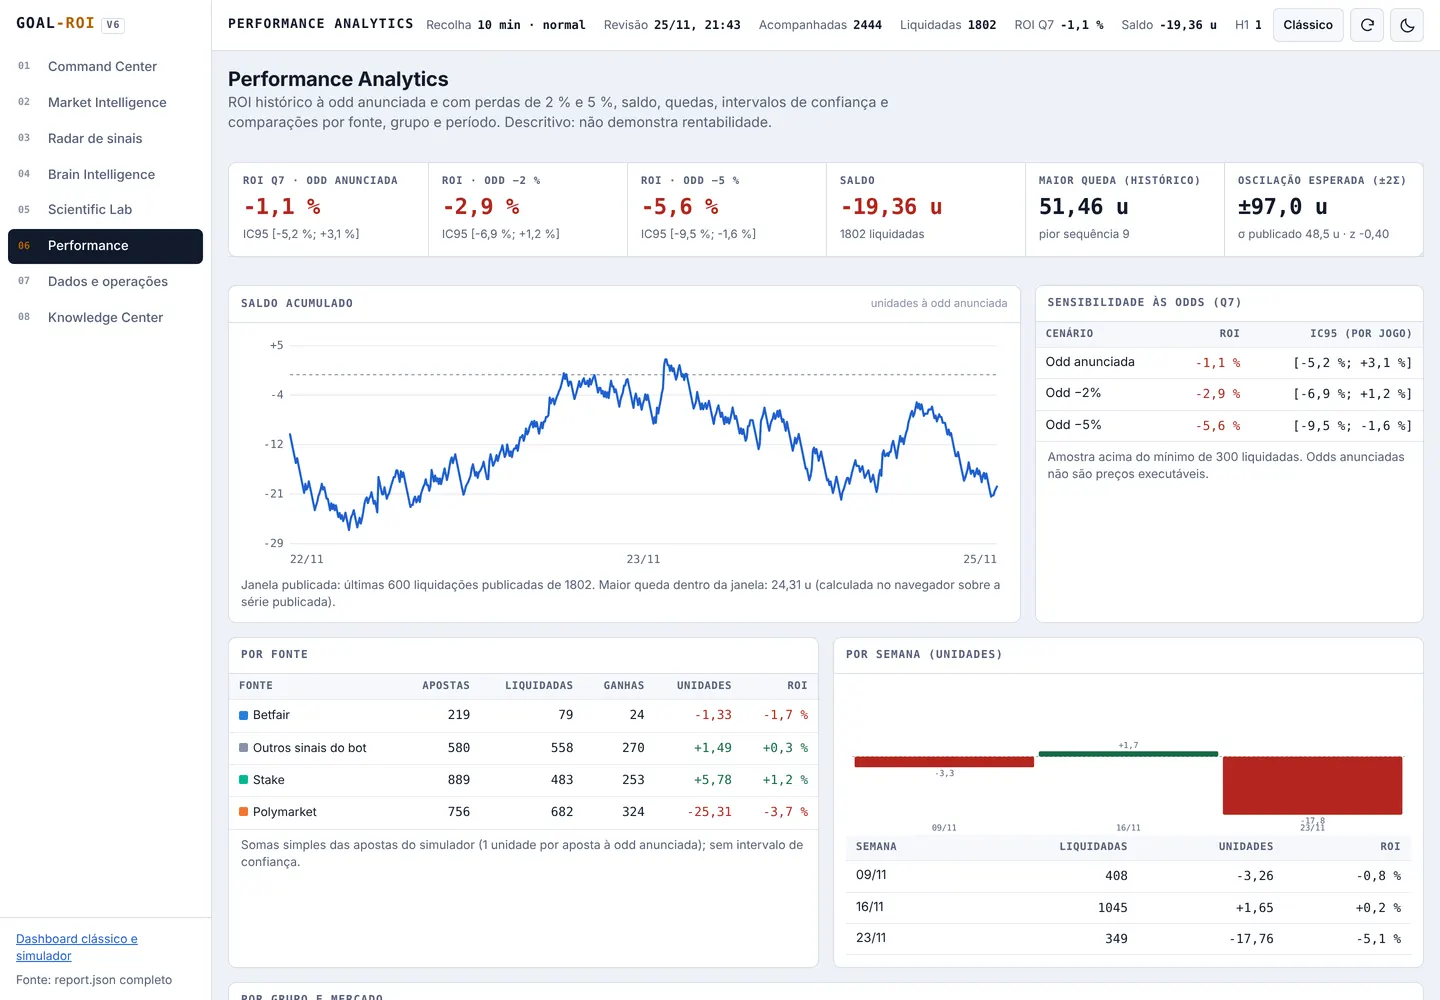 GOAL-ROI V6
01 Command Center
02 Market Intelligence
03 Radar de sinais
04 Brain Intelligence
05 Scientific Lab
06 Performance
07 Dados e operações
08 Knowledge Center
Dashboard clássico e
simulador
Fonte: report.json completo
PERFORMANCE ANALYTICS Recolha 10 min · normal Revisão 25/11, 21:43 Acompanhadas 2444 Liquidadas 1802 ROI Q7 -1,1 % Saldo -19,36 u H1 1 Clássico
Performance Analytics
ROI histórico à odd anunciada e com perdas de 2 % e 5 %, saldo, quedas, intervalos de confiança e
comparações por fonte, grupo e período. Descritivo: não demonstra rentabilidade.
ROI Q7 · ODD ANUNCIADA
-1,1 %
IC95 [-5,2 %; +3,1 %]
ROI · ODD −2 %
-2,9 %
IC95 [-6,9 %; +1,2 %]
ROI · ODD −5 %
-5,6 %
IC95 [-9,5 %; -1,6 %]
SALDO
-19,36 u
1802 liquidadas
MAIOR QUEDA (HISTÓRICO)
51,46 u
pior sequência 9
OSCILAÇÃO ESPERADA (±2Σ)
±97,0 u
σ publicado 48,5 u · z -0,40
SALDO ACUMULADO unidades à odd anunciada
+5
-4
-12
-21
-29
22/11 23/11 25/11
Janela publicada: últimas 600 liquidações publicadas de 1802. Maior queda dentro da janela: 24,31 u (calculada no navegador sobre a
série publicada).
SENSIBILIDADE ÀS ODDS (Q7)
CENÁRIO ROI IC95 (POR JOGO)
Odd anunciada -1,1 % [-5,2 %; +3,1 %]
Odd −2% -2,9 % [-6,9 %; +1,2 %]
Odd −5% -5,6 % [-9,5 %; -1,6 %]
Amostra acima do mínimo de 300 liquidadas. Odds anunciadas
não são preços executáveis.
POR FONTE
FONTE APOSTAS LIQUIDADAS GANHAS UNIDADES ROI
Betfair 219 79 24 -1,33 -1,7 %
Outros sinais do bot 580 558 270 +1,49 +0,3 %
Stake 889 483 253 +5,78 +1,2 %
Polymarket 756 682 324 -25,31 -3,7 %
Somas simples das apostas do simulador (1 unidade por aposta à odd anunciada); sem intervalo de
confiança.
POR SEMANA (UNIDADES)
+1,7
-3,3
-17,8
09/11 16/11 23/11
SEMANA LIQUIDADAS UNIDADES ROI
09/11 408 -3,26 -0,8 %
16/11 1045 +1,65 +0,2 %
23/11 349 -17,76 -5,1 %
POR GRUPO E MERCADO